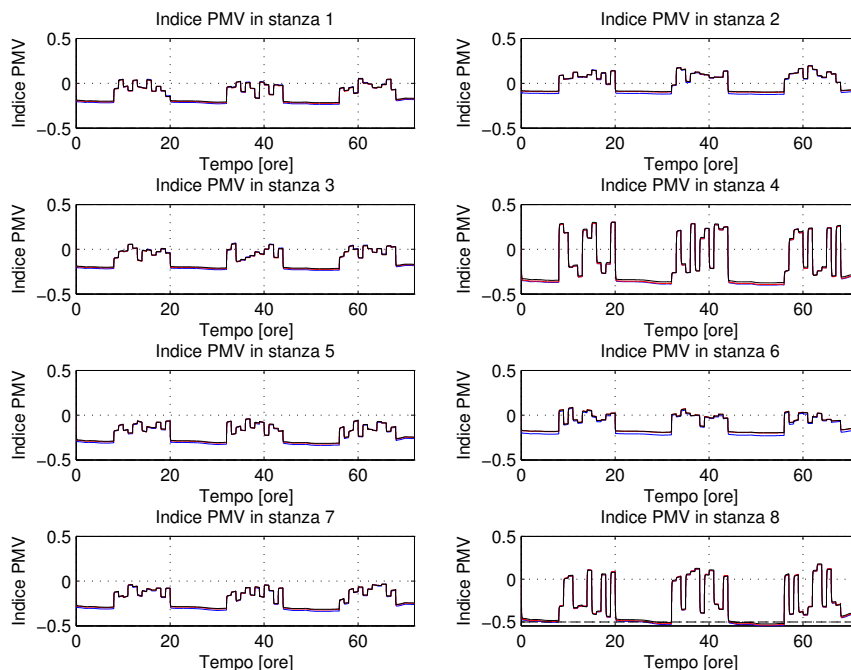 Indice PMV in stanza 1
Indice PMV
0.5
0
−0.5
0
20
40
60
Tempo [ore]
Indice PMV in stanza 2
Indice PMV
0.5
0
−0.5
0
20
40
60
Tempo [ore]
Indice PMV in stanza 3
Indice PMV
0.5
0
−0.5
0
20
40
60
Tempo [ore]
Indice PMV in stanza 4
Indice PMV
0.5
0
−0.5
0
20
40
60
Tempo [ore]
Indice PMV in stanza 5
Indice PMV
0.5
0
−0.5
0
20
40
60
Tempo [ore]
Indice PMV in stanza 6
Indice PMV
0.5
0
−0.5
0
20
40
60
Tempo [ore]
Indice PMV in stanza 7
Indice PMV
0.5
0
−0.5
0
20
40
60
Tempo [ore]
Indice PMV in stanza 8
Indice PMV
0.5
0
−0.5
0
20
40
60
Tempo [ore]